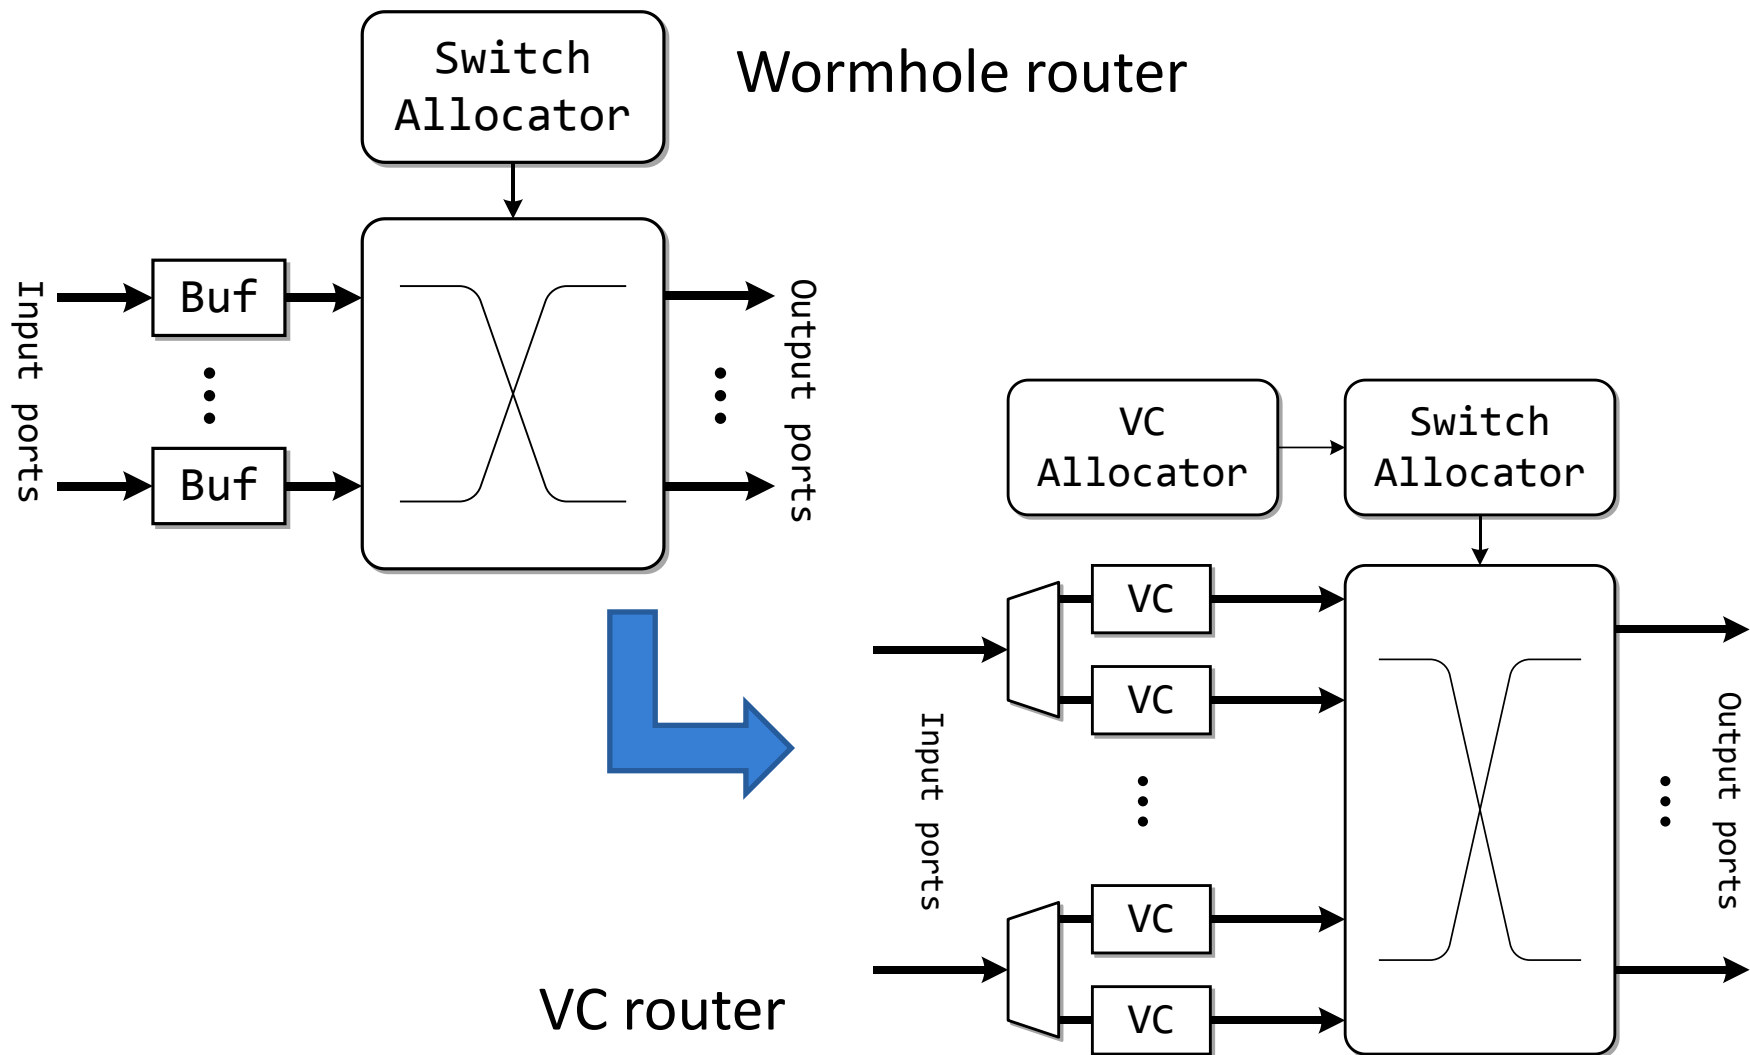 Switch
Allocator
Wormhole router
Input ports
Buf
Buf
Output ports
VC
Allocator
Switch
Allocator
VC
VC
Input ports
Output ports
VC
VC
VC router